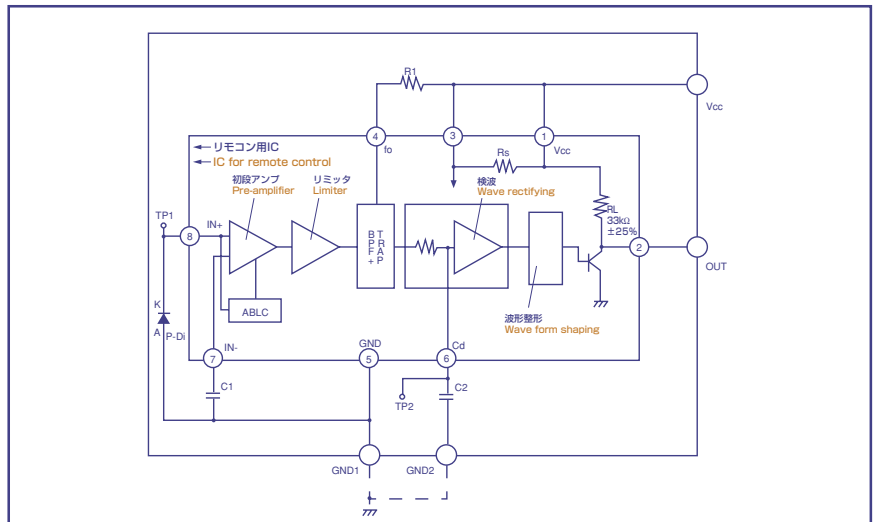 R1
Vcc
4
3
1
fo
Vcc
Rs
リモコン用IC
IC for remote control
初段アンプ
Pre-amplifier
リミッタ
Limiter
検波
Wave rectifying
RL
33kΩ
±25%
TP1
8
IN+
BPF+
TRAP
2
OUT
ABLC
K
A
P-Di
波形整形
Wave form shaping
7
IN-
GND
5
6
Cd
C1
TP2
C2
GND1
GND2